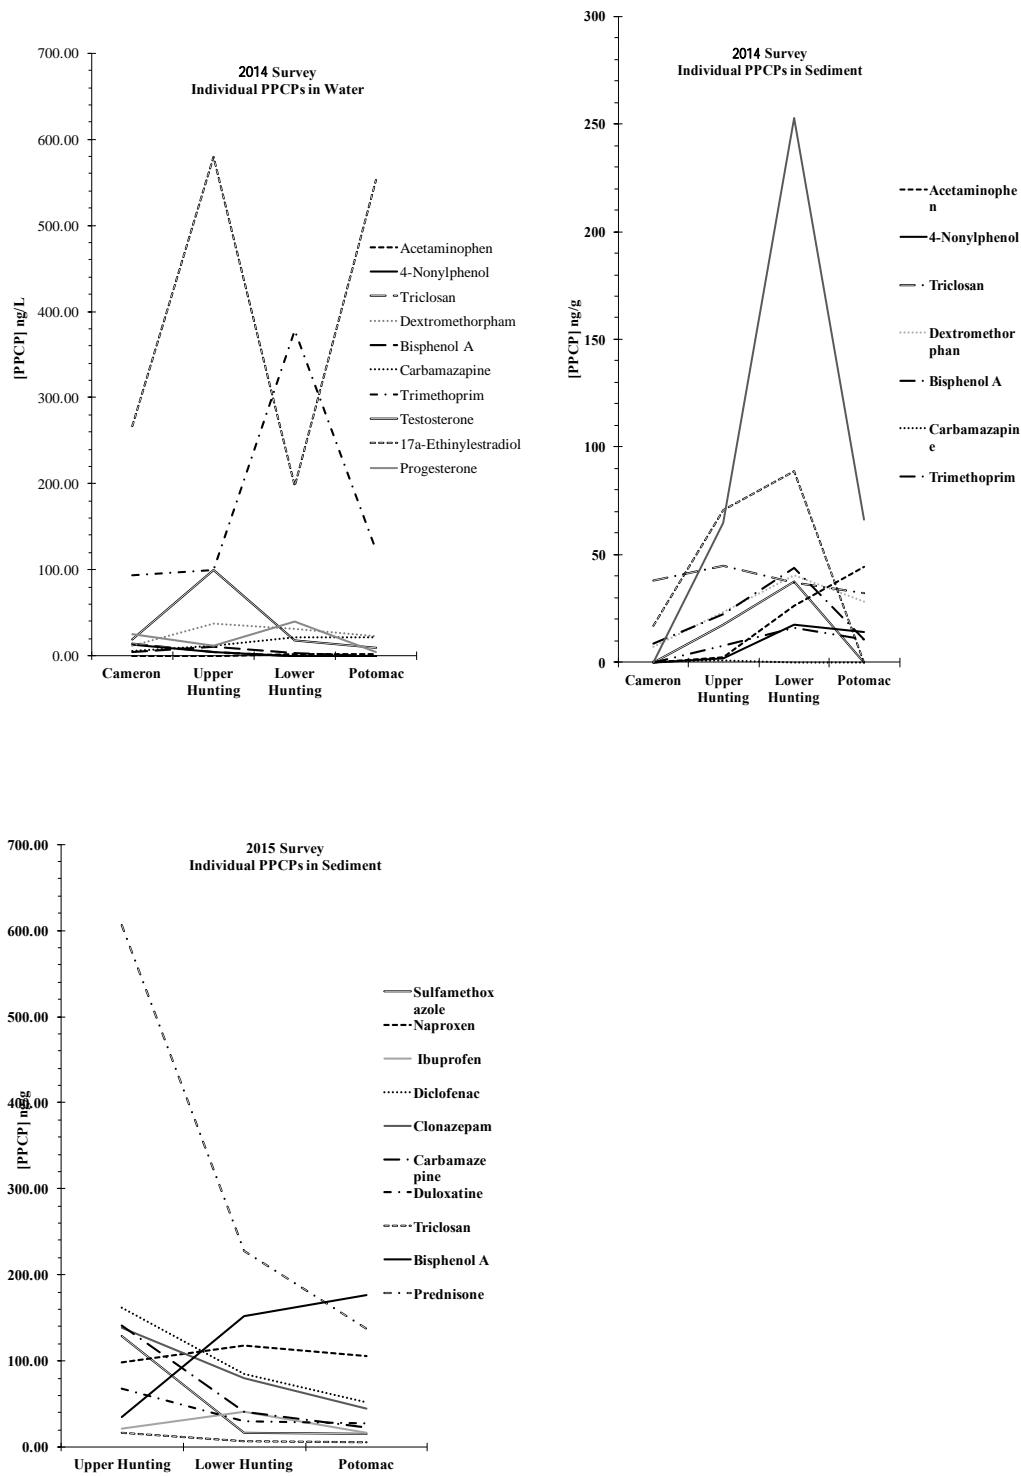 2014 Survey
Individual PPCPs in Water
700.00
600.00
500.00
400.00
300.00
200.00
100.00
0.00
[PPCP] ng/L
Cameron
Upper
Hunting
Lower
Hunting
Potomac
Acetaminophen
4-Nonylphenol
Triclosan
Dextromethorpham
Bisphenol A
Carbamazapine
Trimethoprim
Testosterone
17a-Ethinylestradiol
Progesterone
2014 Survey
Individual PPCPs in Sediment
300
250
200
150
100
50
0
[PPCP] ng/g
Cameron
Upper
Hunting
Lower
Hunting
Potomac
Acetaminophe
n
4-Nonylphenol
Triclosan
Dextromethor
phan
Bisphenol A
Carbamazapin
e
Trimethoprim
2015 Survey
Individual PPCPs in Sediment
700.00
600.00
500.00
400.00
300.00
200.00
100.00
0.00
[PPCP] ng/g
Upper Hunting
Lower Hunting
Potomac
Sulfamethox
azole
Naproxen
Ibuprofen
Diclofenac
Clonazepam
Carbamaze
pine
Duloxatine
Triclosan
Bisphenol A
Prednisone